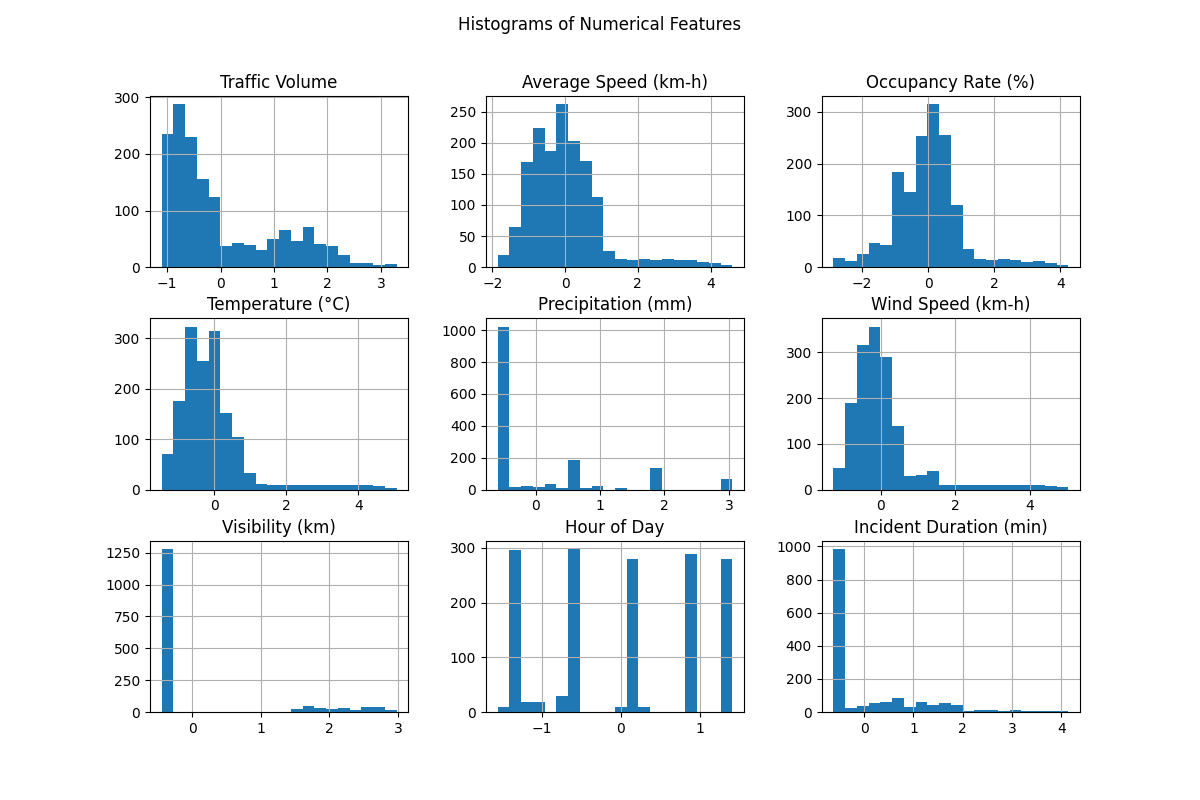 Histograms of Numerical Features
Traffic Volume
Average Speed (km-h)
Occupancy Rate (%)
300
200
100
0
−1 0 1 2 3
250
200
150
100
50
0
−2 0 2 4
300
200
100
0
−2 0 2 4
Temperature (°C)
Precipitation (mm)
Wind Speed (km-h)
300
200
100
0
0 2 4
1000
800
600
400
200
0
0 1 2 3
300
200
100
0
0 2 4
Visibility (km)
Hour of Day
Incident Duration (min)
1250
1000
750
500
250
0
0 1 2 3
300
200
100
0
−1 0 1
1000
800
600
400
200
0
0 1 2 3 4